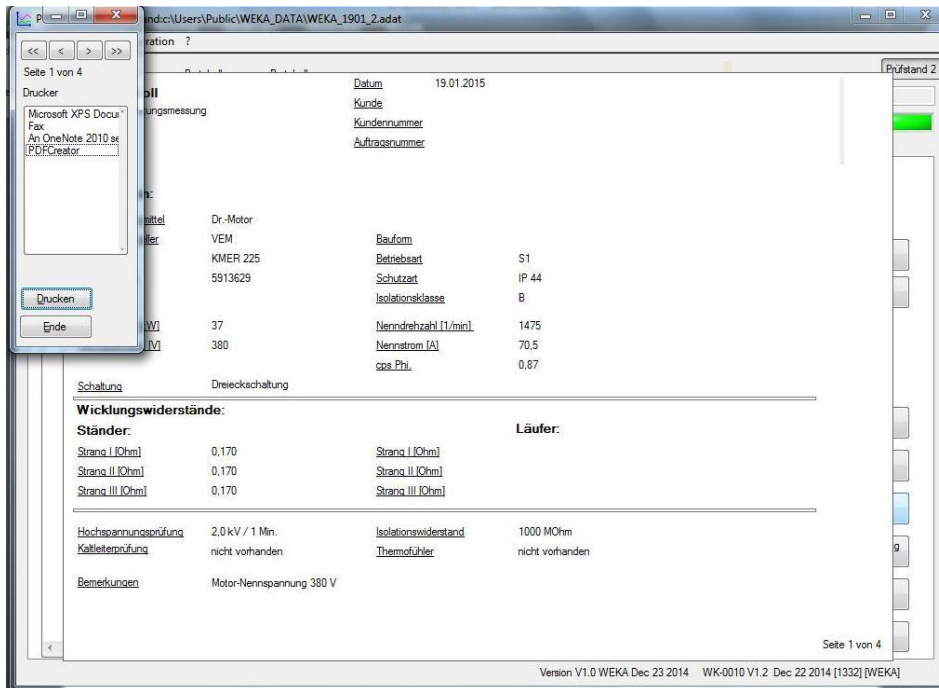 and:c:\Users\Public\WEKA_DATA\WEKA_1901_2.adat
ration ?
<< < > >>
Seite 1 von 4
Drucker
Microsoft XPS Docu
Fax
An OneNote 2010 se
PDFCreator
Drucken
Ende
Prüfstand 2
oll
tungsmessung
Datum 19.01.2015
Kunde
Kundennummer
Auftragsnummer
n:
mittel Dr.-Motor
ller VEM Bauform
KMER 225 Betriebsart S1
5913629 Schutzart IP 44
Isolationsklasse B
W] 37 Nenndrehzahl [1/min] 1475
[V] 380 Nennstrom [A] 70,5
cps Phi. 0,87
Schaltung Dreieckschaltung
Wicklungswiderstände:
Ständer: Läufer:
Strang I [Ohm] 0,170 Strang I [Ohm]
Strang II [Ohm] 0,170 Strang II [Ohm]
Strang III [Ohm] 0,170 Strang III [Ohm]
Hochspannungsprüfung 2,0 kV / 1 Min. Isolationswiderstand 1000 MOhm
Kaltleiterprüfung nicht vorhanden Thermofühler nicht vorhanden
Bemerkungen Motor-Nennspannung 380 V
g
Seite 1 von 4
Version V1.0 WEKA Dec 23 2014 WK-0010 V1.2 Dec 22 2014 [1332] [WEKA]